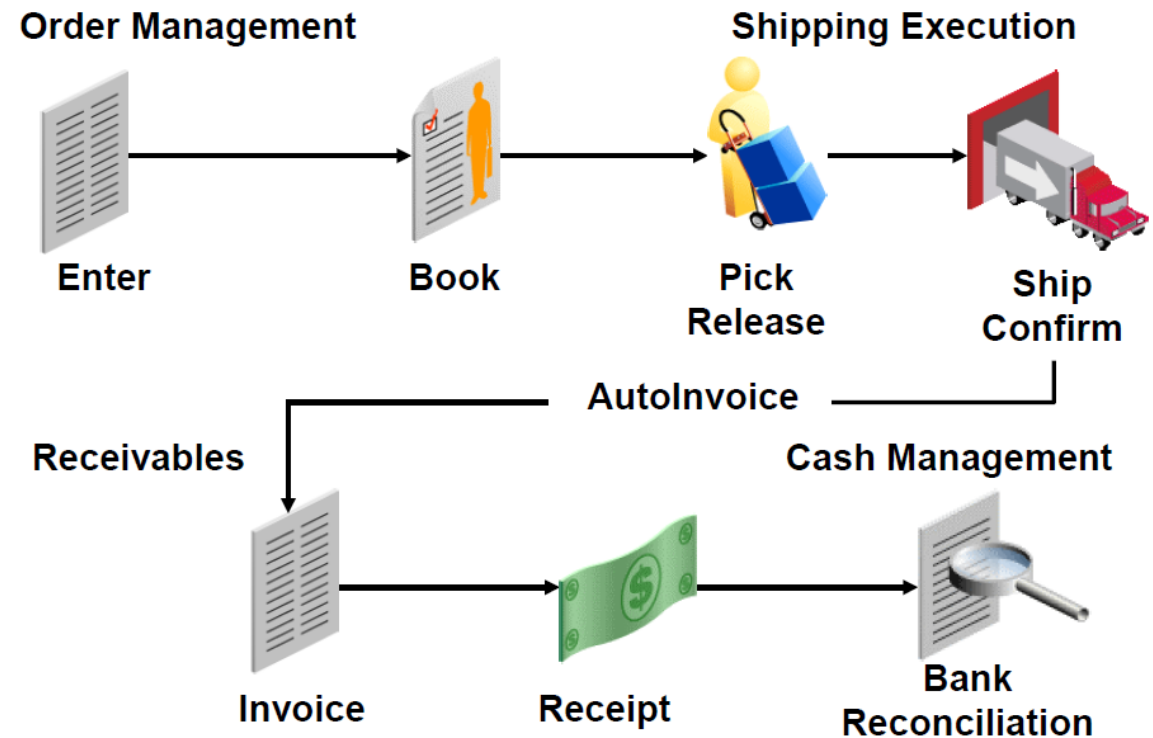 Order Management
Shipping Execution
Enter
Book
Pick
Release
Ship
Confirm
AutoInvoice
Receivables
Cash Management
Invoice
Receipt
Bank
Reconciliation